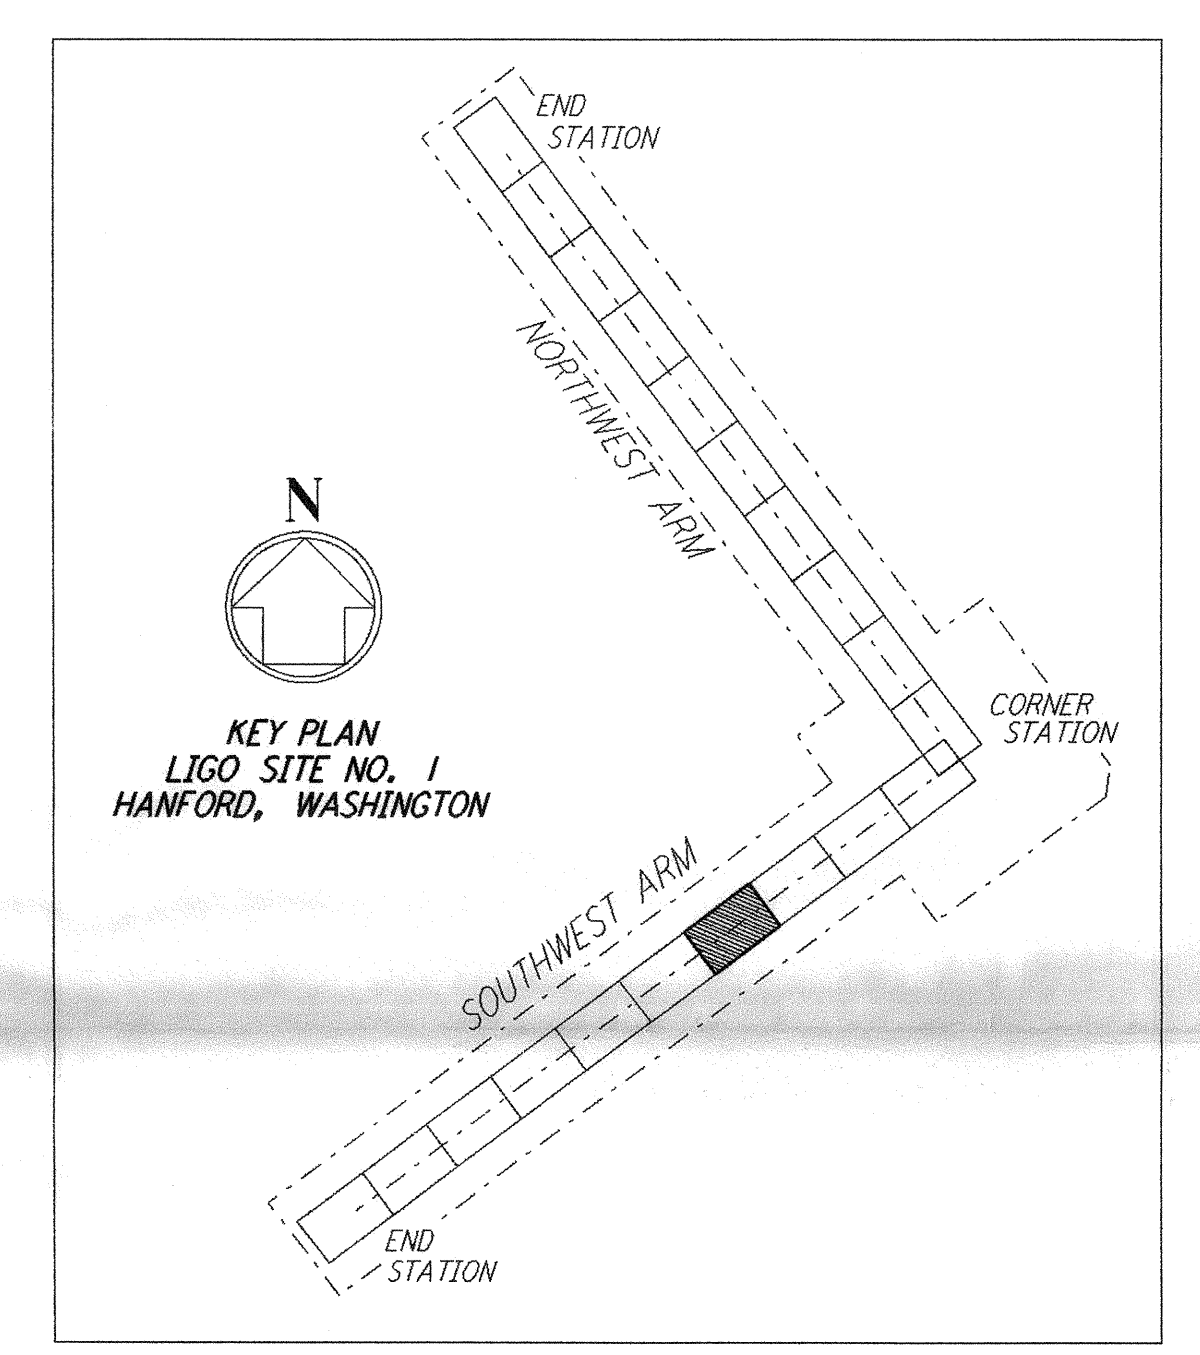 END
STATION
NORTHWEST ARM
N
CORNER
STATION
KEY PLAN
LIGO SITE NO. 1
HANFORD, WASHINGTON
SOUTHWEST ARM
END
STATION